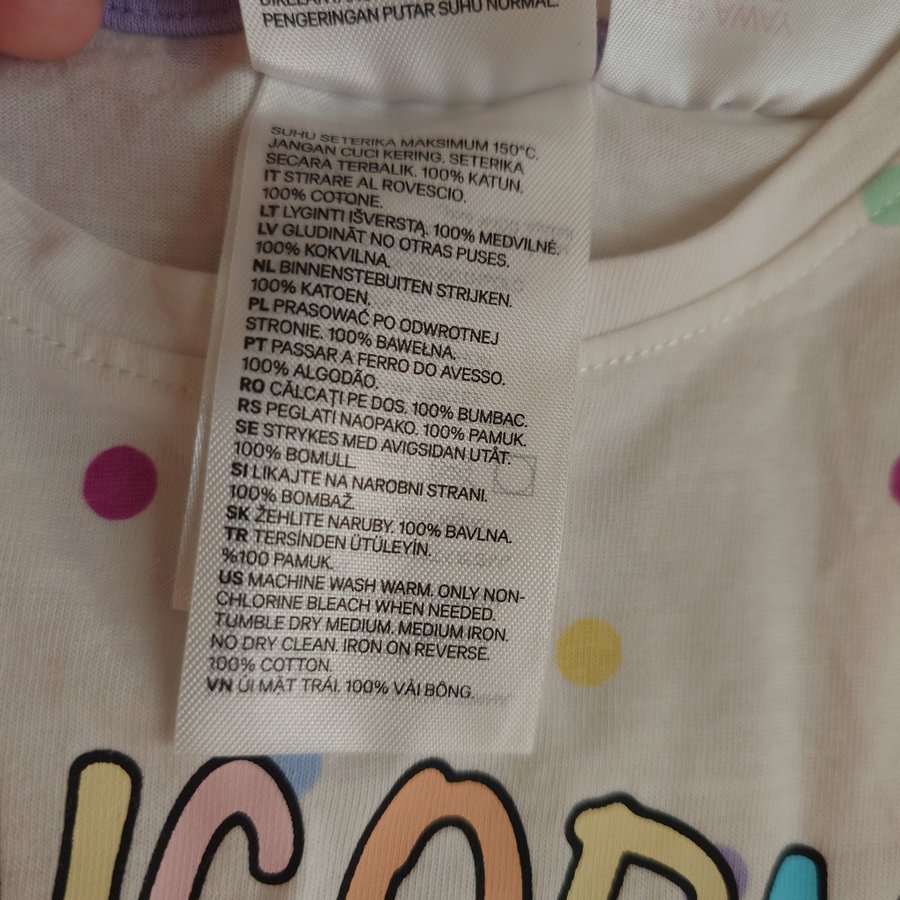 PENGERINGAN PUTAR SUHU NORMAL.
SUHU SETERIKA MAKSIMUM 150°C.
JANGAN CUCI KERING. SETERIKA
SECARA TERBALIK. 100% KATUN.
IT STIRARE AL ROVESCIO.
100% COTONE.
LT LYGINTI IŠVERSTĄ. 100% MEDVILNĖ.
LV GLUDINĀT NO OTRAS PUSES.
100% KOKVILNA.
NL BINNENSTEBUITEN STRIJKEN.
100% KATOEN.
PL PRASOWAĆ PO ODWROTNEJ
STRONIE. 100% BAWEŁNA.
PT PASSAR A FERRO DO AVESSO.
100% ALGODÃO.
RO CĂLCAȚI PE DOS. 100% BUMBAC.
RS PEGLATI NAOPAKO. 100% PAMUK.
SE STRYKES MED AVIGSIDAN UTÅT.
100% BOMULL.
SI LIKAJTE NA NAROBNI STRANI.
100% BOMBAŽ.
SK ŽEHLITE NARUBY. 100% BAVLNA.
TR TERSİNDEN ÜTÜLEYİN.
%100 PAMUK.
US MACHINE WASH WARM. ONLY NON-
CHLORINE BLEACH WHEN NEEDED.
TUMBLE DRY MEDIUM. MEDIUM IRON.
NO DRY CLEAN. IRON ON REVERSE.
100% COTTON.
VN ỦI MẶT TRÁI. 100% VẢI BÔNG.